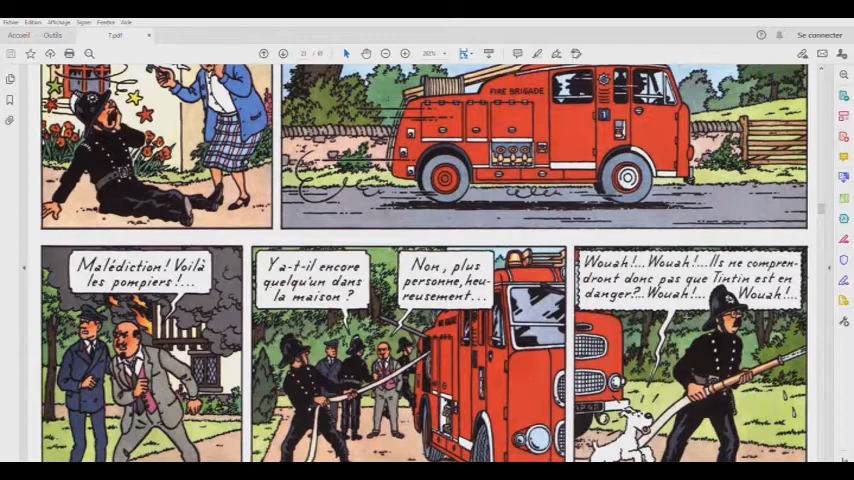 Fichier Edition Affichage Signer Fenêtre Aide
Accueil Outils 7.pdf × Se connecter
202%
FIRE BRIGADE
1
Malédiction! Voilà
les pompiers!...
Y a-t-il encore
quelqu'un dans
la maison?
Non, plus
personne, heu-
reusement...
Wouah!... Wouah!... Ils ne compren-
dront donc pas que Tintin est en
danger?.. Wouah!... Wouah!...